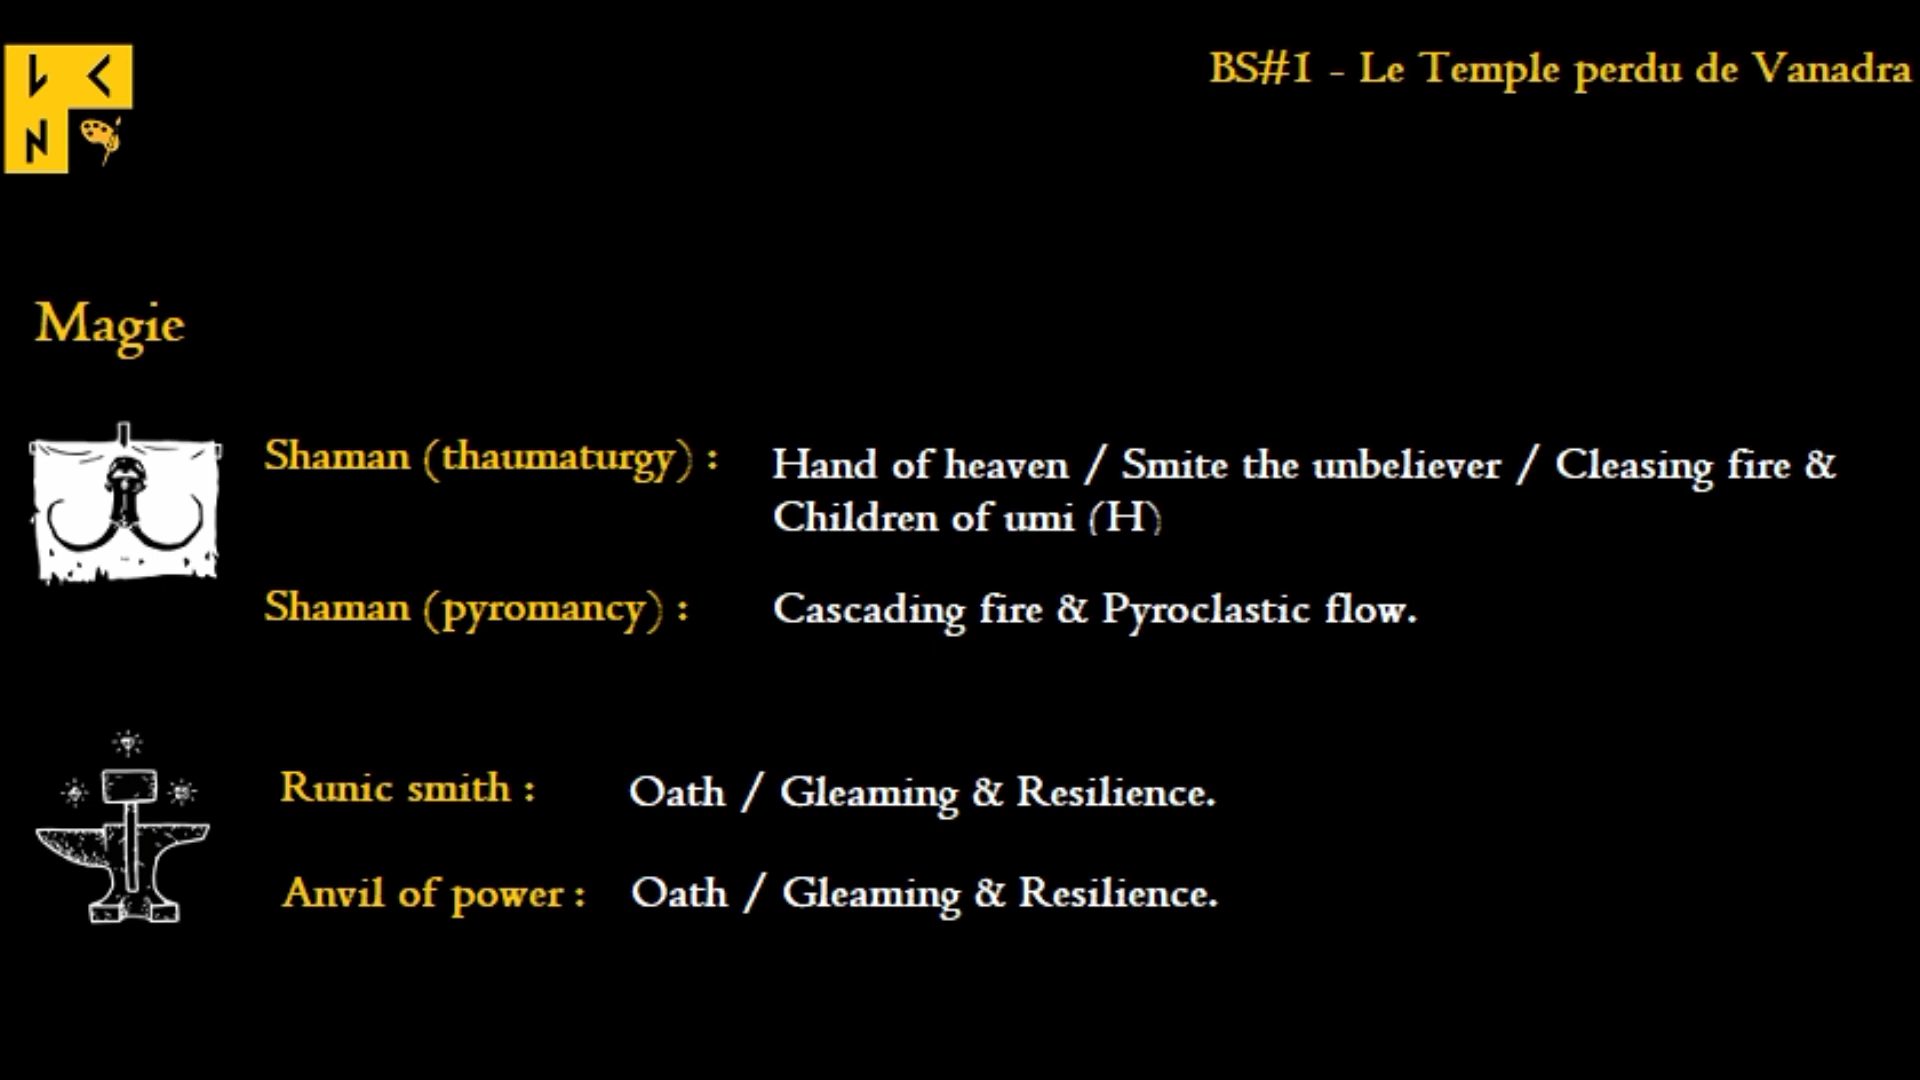 BS#1 - Le Temple perdu de Vanadra
Magie
Shaman (thaumaturgy) :
Hand of heaven / Smite the unbeliever / Cleasing fire &
Children of umi (H)
Shaman (pyromancy) :
Cascading fire & Pyroclastic flow.
Runic smith :
Oath / Gleaming & Resilience.
Anvil of power :
Oath / Gleaming & Resilience.